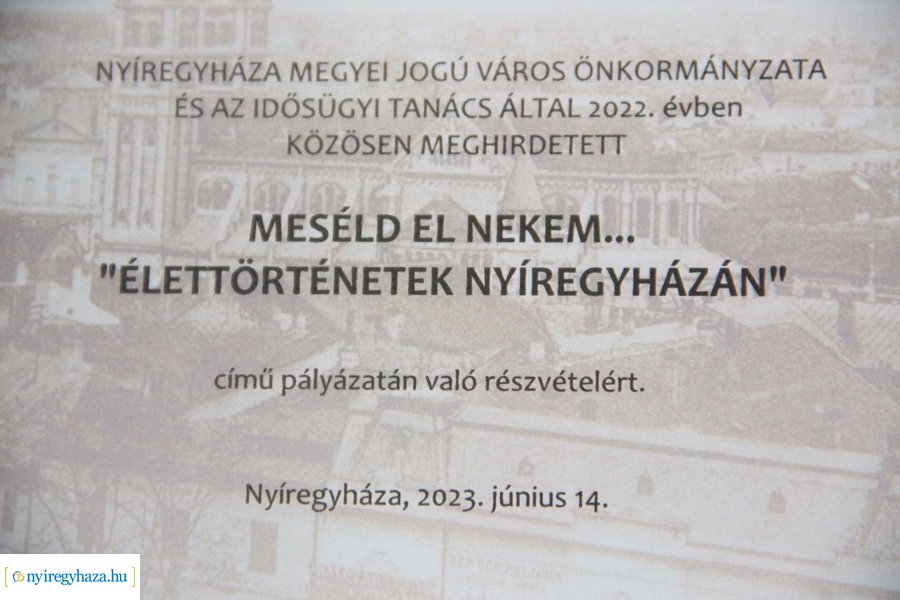 NYÍREGYHÁZA MEGYEI JOGÚ VÁROS ÖNKORMÁNYZATA
ÉS AZ IDŐSÜGYI TANÁCS ÁLTAL 2022. évben
KÖZÖSEN MEGHIRDETETT
MESÉLD EL NEKEM...
"ÉLETTÖRTÉNETEK NYÍREGYHÁZÁN"
című pályázatán való részvételért.
Nyíregyháza, 2023. június 14.
nyiregyhaza.hu